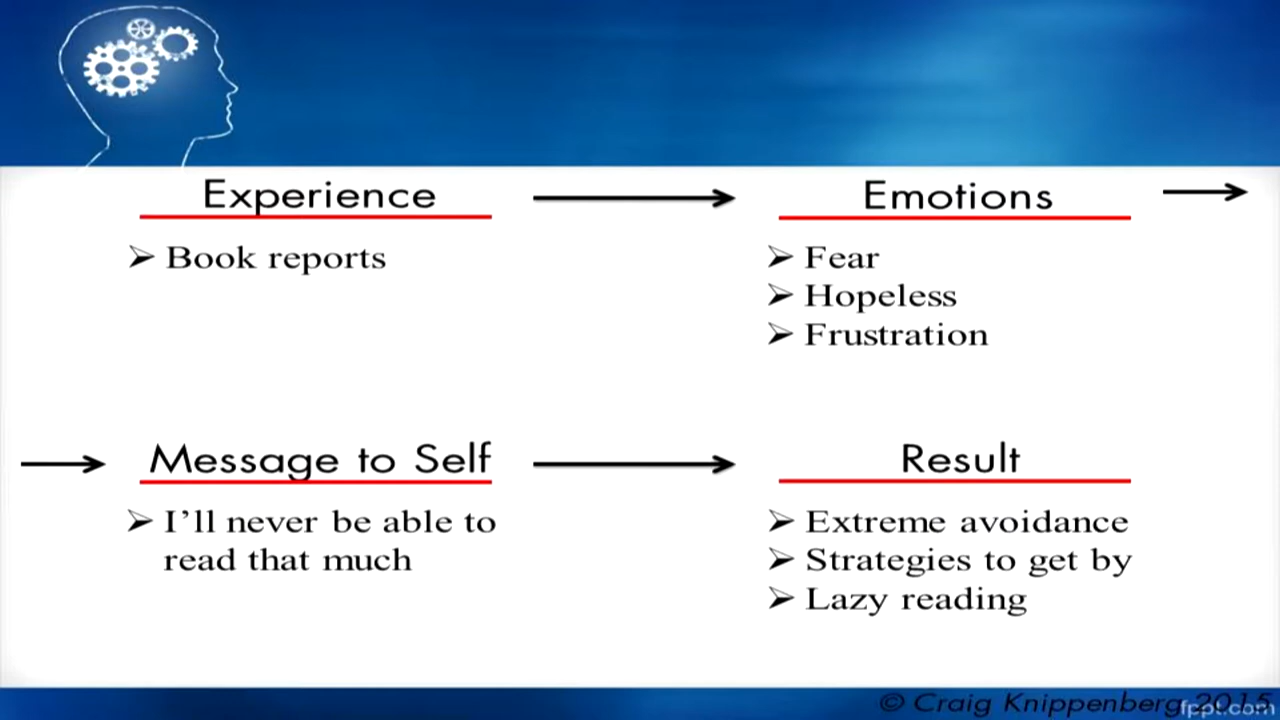 Experience
Emotions
➢ Book reports
➢ Fear
➢ Hopeless
➢ Frustration
Message to Self
Result
➢ I'll never be able to
read that much
➢ Extreme avoidance
➢ Strategies to get by
➢ Lazy reading
© Craig Knippenberg 2015
fppt.com